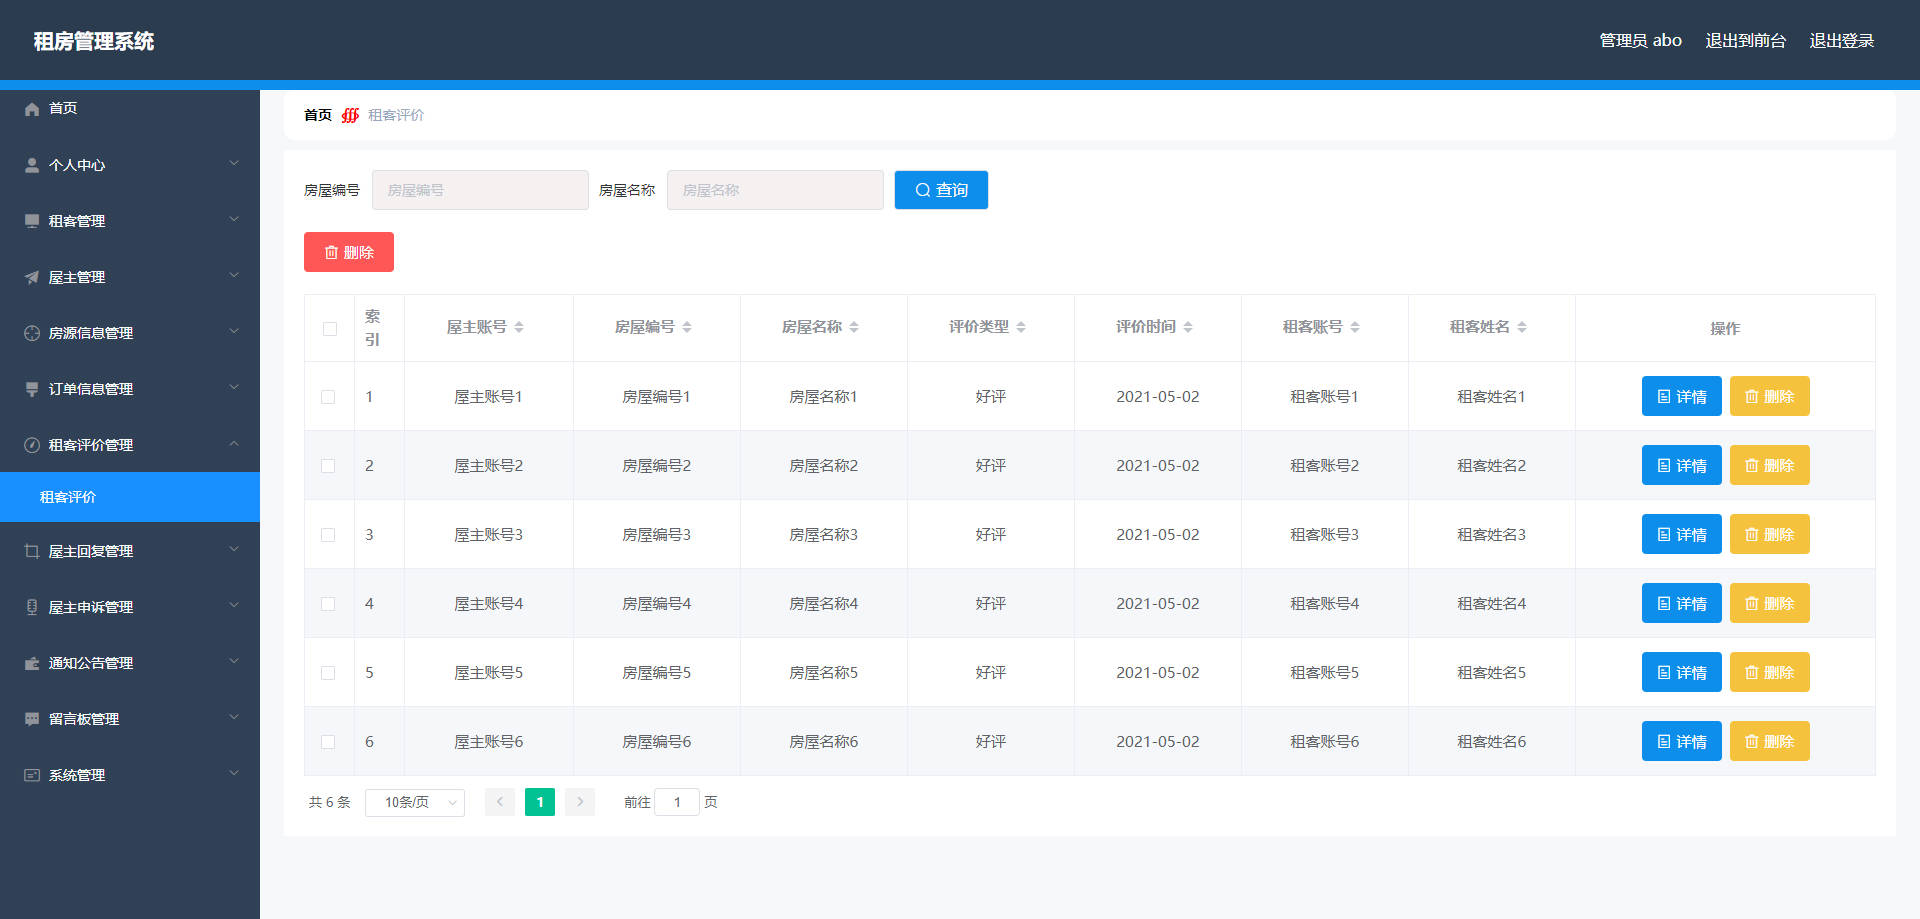 租房管理系统
管理员 abo 退出到前台 退出登录
首页
个人中心
租客管理
屋主管理
房源信息管理
订单信息管理
租客评价管理
租客评价
屋主回复管理
屋主申诉管理
通知公告管理
留言板管理
系统管理
首页 租客评价
房屋编号 房屋编号 房屋名称 房屋名称 查询
删除
索引 屋主账号 房屋编号 房屋名称 评价类型 评价时间 租客账号 租客姓名 操作
1 屋主账号1 房屋编号1 房屋名称1 好评 2021-05-02 租客账号1 租客姓名1 详情 删除
2 屋主账号2 房屋编号2 房屋名称2 好评 2021-05-02 租客账号2 租客姓名2 详情 删除
3 屋主账号3 房屋编号3 房屋名称3 好评 2021-05-02 租客账号3 租客姓名3 详情 删除
4 屋主账号4 房屋编号4 房屋名称4 好评 2021-05-02 租客账号4 租客姓名4 详情 删除
5 屋主账号5 房屋编号5 房屋名称5 好评 2021-05-02 租客账号5 租客姓名5 详情 删除
6 屋主账号6 房屋编号6 房屋名称6 好评 2021-05-02 租客账号6 租客姓名6 详情 删除
共 6 条 10条/页 1 前往 1 页